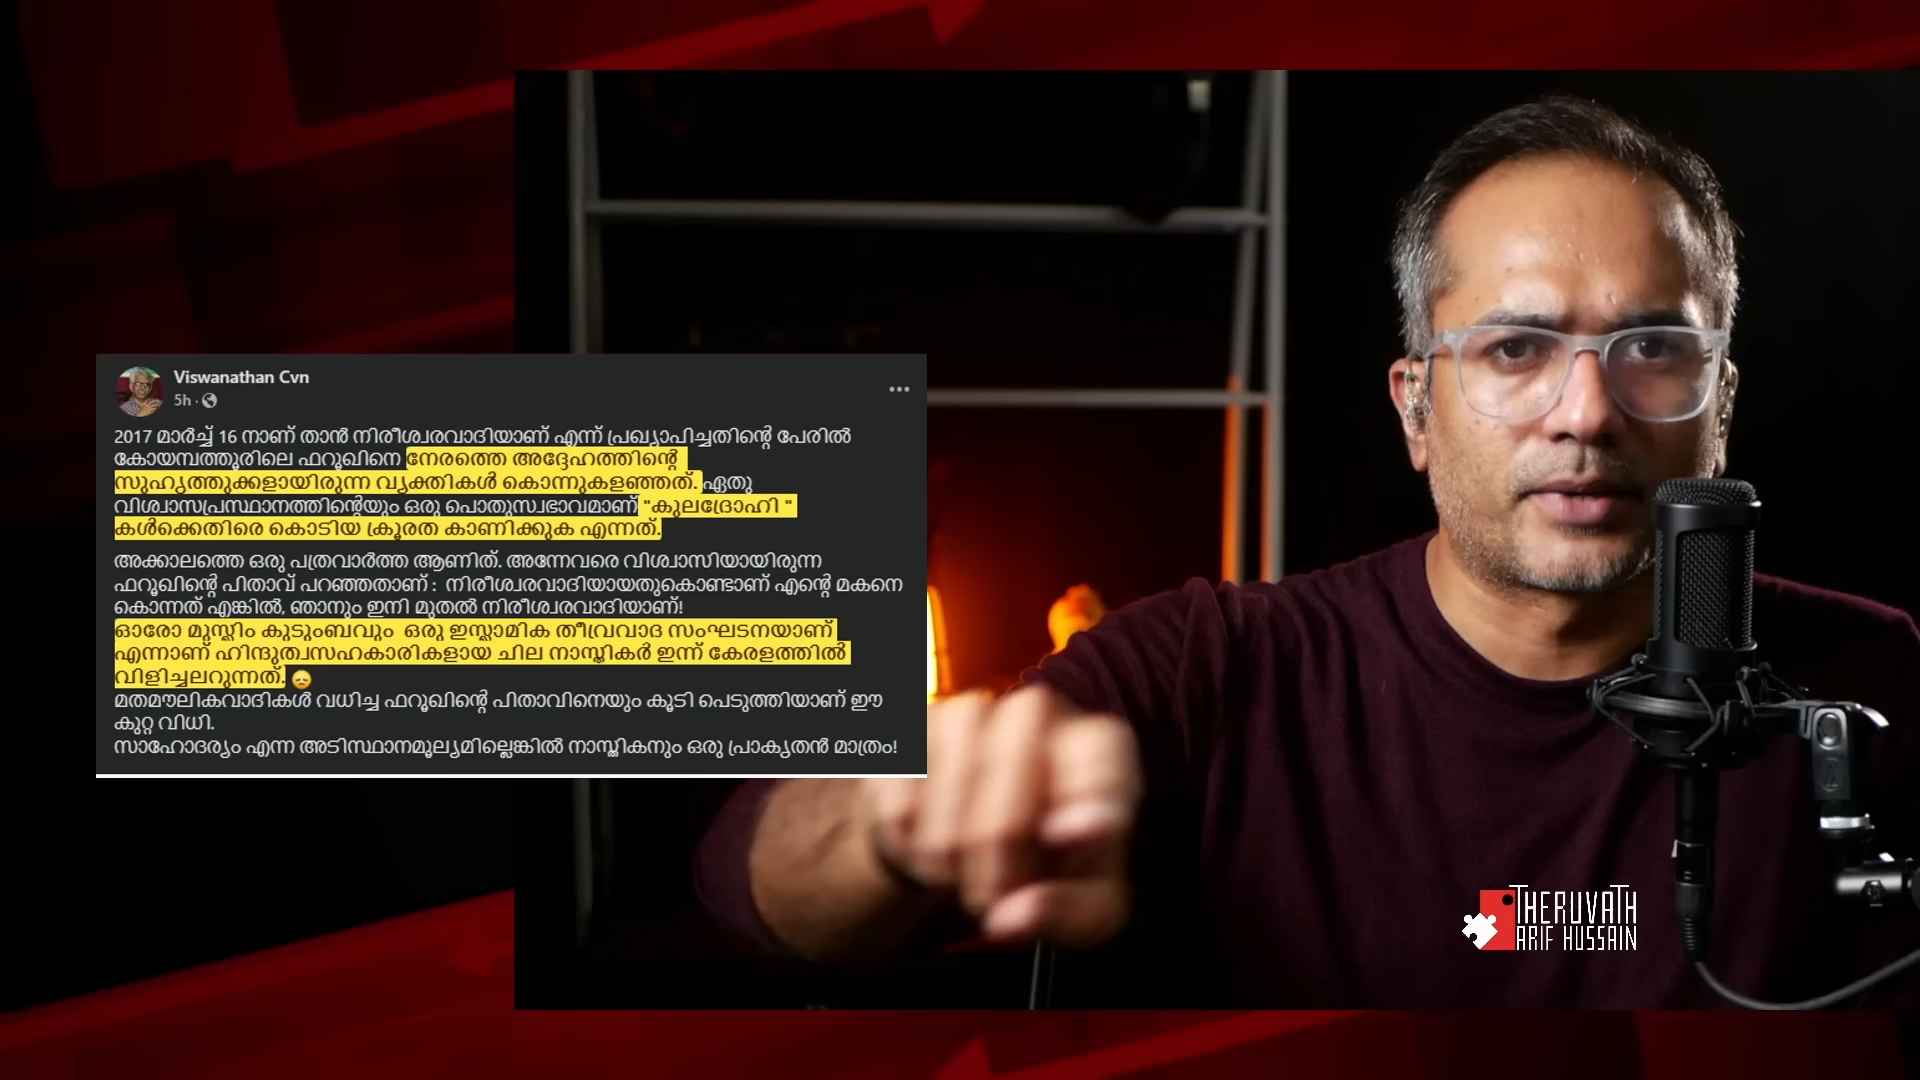 Viswanathan Cvn
5h ·
2017 മാർച്ച് 16 നാണ് താൻ നിരീശ്വരവാദിയാണ് എന്ന് പ്രഖ്യാപിച്ചതിന്റെ പേരിൽ
കോയമ്പത്തൂരിലെ ഫറൂഖിനെ നേരത്തെ അദ്ദേഹത്തിന്റെ
സുഹൃത്തുക്കളായിരുന്ന വ്യക്തികൾ കൊന്നുകളഞ്ഞത്. ഏതു
വിശ്വാസപ്രസ്ഥാനത്തിന്റെയും ഒരു പൊതുസ്വഭാവമാണ് "കുലദ്രോഹി "
കൾക്കെതിരെ കൊടിയ ക്രൂരത കാണിക്കുക എന്നത്.
അക്കാലത്തെ ഒരു പത്രവാർത്ത ആണിത്. അന്നേവരെ വിശ്വാസിയായിരുന്ന
ഫറൂഖിന്റെ പിതാവ് പറഞ്ഞതാണ് : നിരീശ്വരവാദിയായതുകൊണ്ടാണ് എന്റെ മകനെ
കൊന്നത് എങ്കിൽ, ഞാനും ഇനി മുതൽ നിരീശ്വരവാദിയാണ്!
ഓരോ മുസ്ലിം കുടുംബവും ഒരു ഇസ്ലാമിക തീവ്രവാദ സംഘടനയാണ്
എന്നാണ് ഹിന്ദുത്വസഹകാരികളായ ചില നാസ്തികർ ഇന്ന് കേരളത്തിൽ
വിളിച്ചലറുന്നത്. 😞
മതമൗലികവാദികൾ വധിച്ച ഫറൂഖിന്റെ പിതാവിനെയും കൂടി പെടുത്തിയാണ് ഈ
കുറ്റ വിധി.
സാഹോദര്യം എന്ന അടിസ്ഥാനമൂല്യമില്ലെങ്കിൽ നാസ്തികനും ഒരു പ്രാകൃതൻ മാത്രം!
THERUVATH
ARIF HUSSAIN